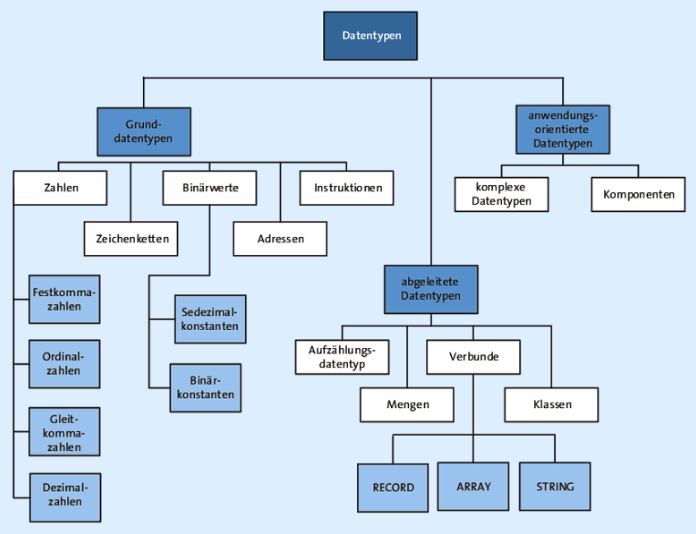 Datentypen
Grund-
datentypen
anwendungs-
orientierte
Datentypen
Zahlen
Binärwerte
Instruktionen
komplexe
Datentypen
Komponenten
Zeichenketten
Adressen
abgeleitete
Datentypen
Festkomma-
zahlen
Sedezimal-
konstanten
Ordinal-
zahlen
Aufzählungs-
datentyp
Verbunde
Binär-
konstanten
Mengen
Klassen
Gleit-
komma-
zahlen
Dezimal-
zahlen
RECORD
ARRAY
STRING